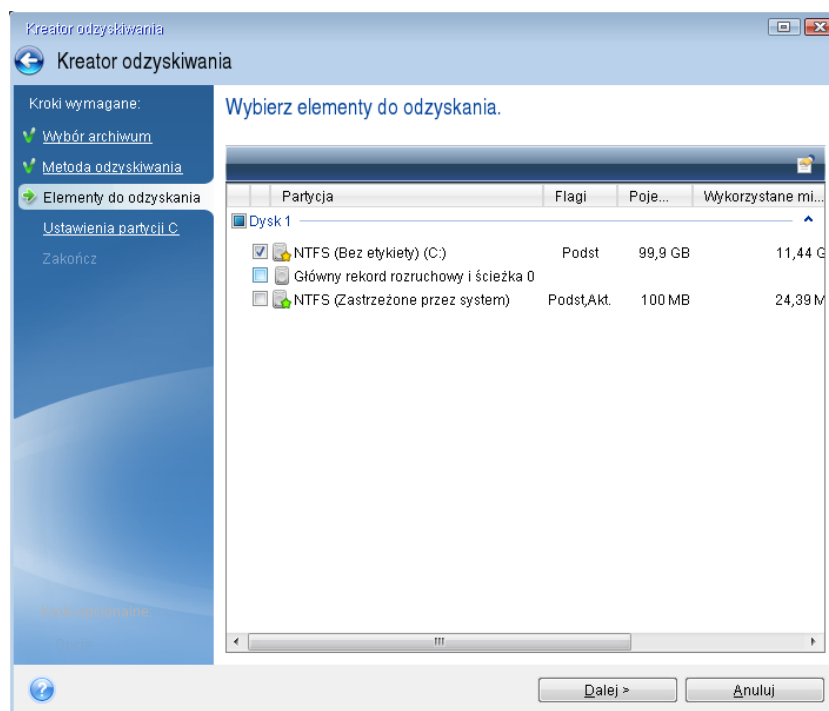 Kreator odzyskiwania
Kreator odzyskiwania
Kroki wymagane:
Wybór archiwum
Metoda odzyskiwania
Elementy do odzyskania
Ustawienia partycji C
Zakończ
Wybierz elementy do odzyskania.
Partycja Flagi Poje... Wykorzystane mi...
Dysk 1
NTFS (Bez etykiety) (C:) Podst 99,9 GB 11,44 G
Główny rekord rozruchowy i ścieżka 0
NTFS (Zastrzeżone przez system) Podst,Akt. 100 MB 24,39 M
Dalej >
Anuluj